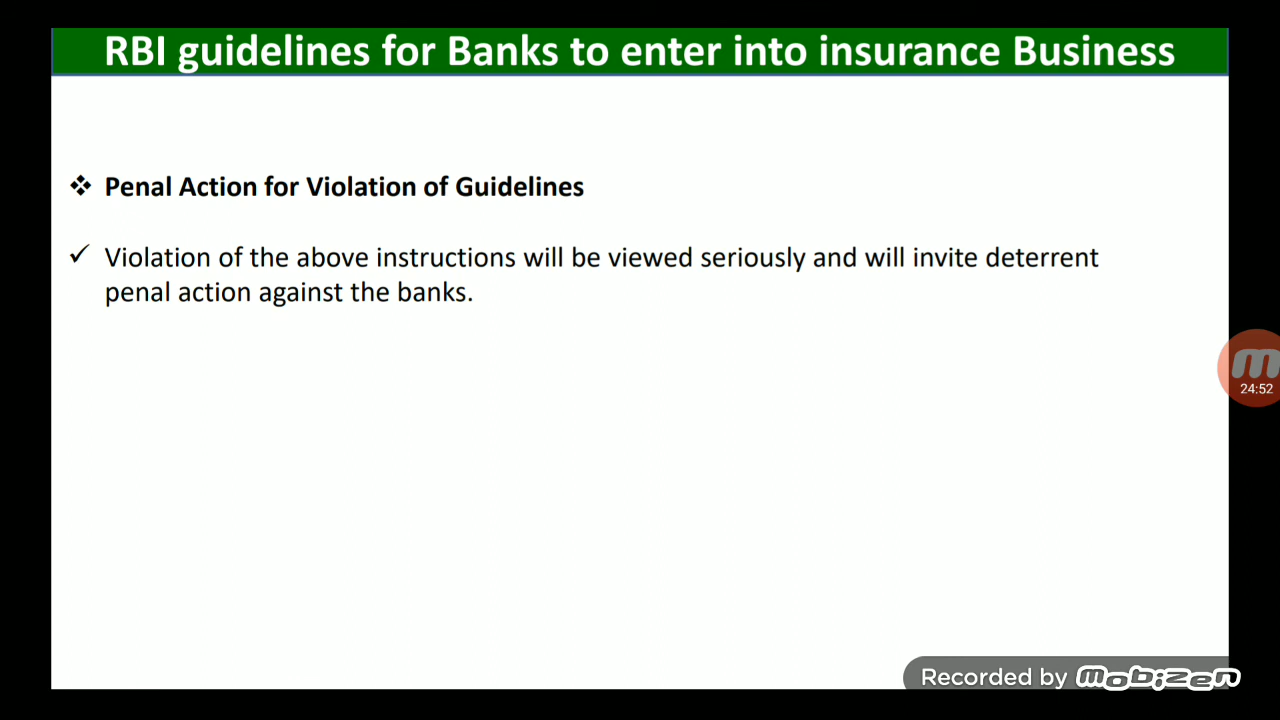 RBI guidelines for Banks to enter into insurance Business
❖ Penal Action for Violation of Guidelines
✓ Violation of the above instructions will be viewed seriously and will invite deterrent
penal action against the banks.
m
24:52
Recorded by mobizen